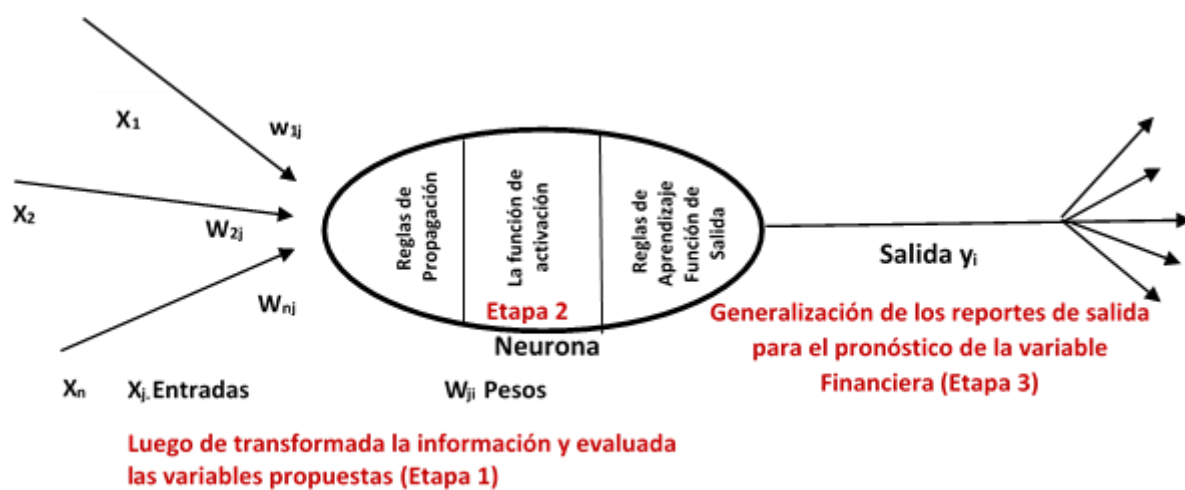 X1
w1j
X2
W2j
Wnj
Xn
Xj. Entradas
Reglas de
Propagación
La función de
activación
Reglas de
Aprendizaje
Función de
Salida
Etapa 2
Neurona
Wji Pesos
Salida yi
Generalización de los reportes de salida
para el pronóstico de la variable
Financiera (Etapa 3)
Luego de transformada la información y evaluada
las variables propuestas (Etapa 1)